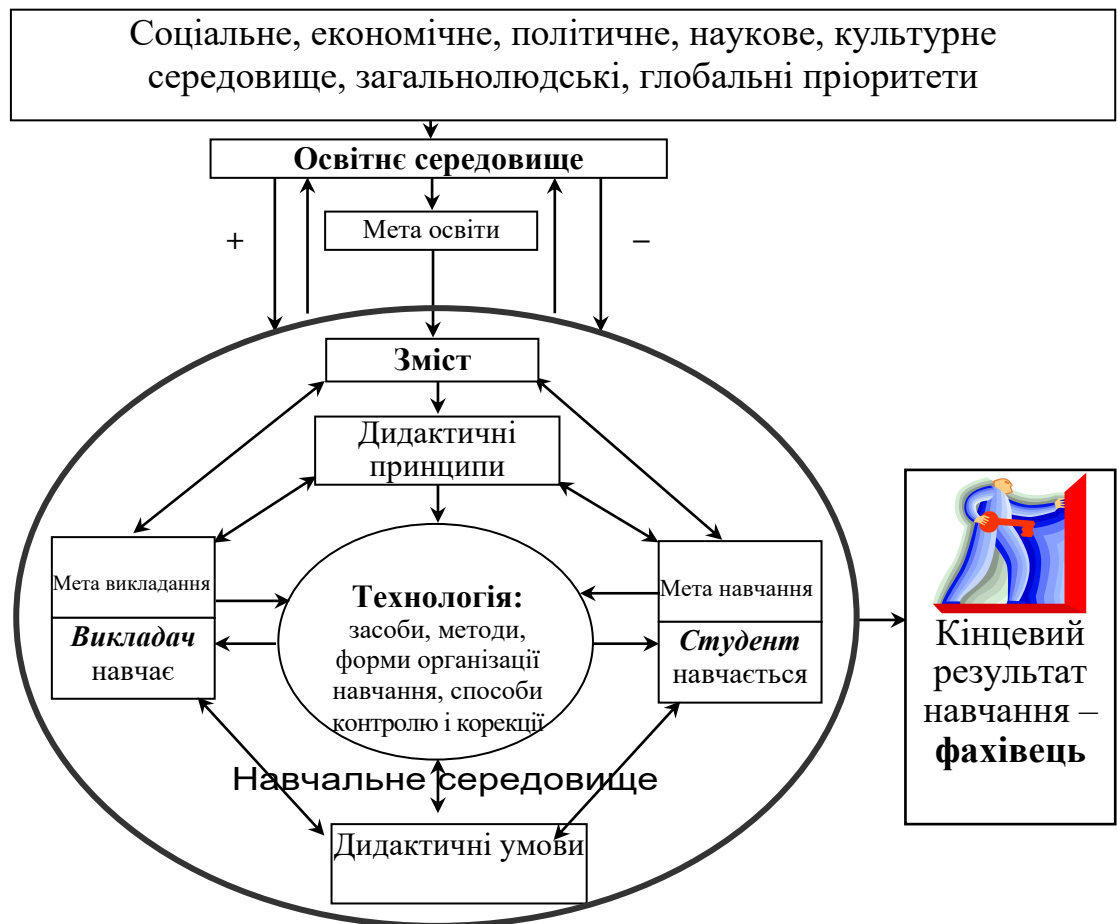 Соціальне, економічне, політичне, наукове, культурне
середовище, загальнолюдські, глобальні пріоритети
Освітнє середовище
+
Мета освіти
–
Зміст
Дидактичні
принципи
Мета викладання
Викладач
навчає
Технологія:
засоби, методи,
форми організації
навчання, способи
контролю і корекції
Мета навчання
Студент
навчається
Кінцевий
результат
навчання –
фахівець
Навчальне середовище
Дидактичні умови